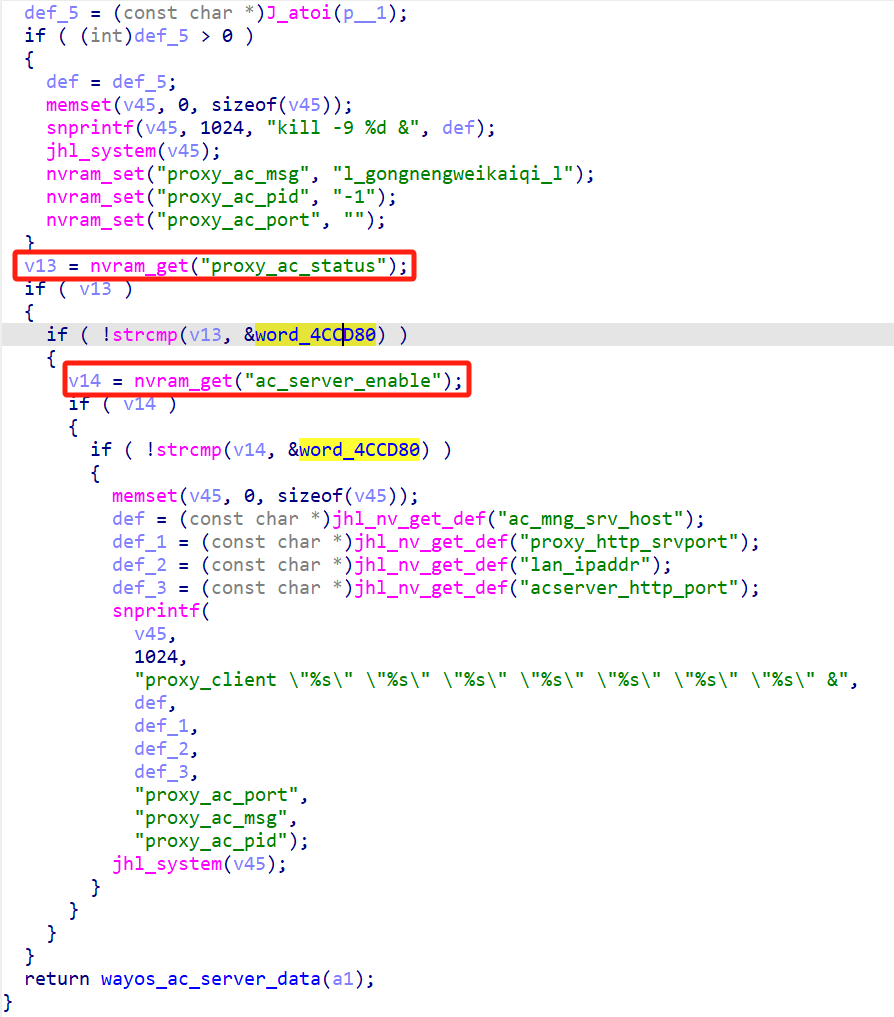 def_5 = (const char *)J_atoi(p__1);
if ( (int)def_5 > 0 )
{
def = def_5;
memset(v45, 0, sizeof(v45));
snprintf(v45, 1024, "kill -9 %d &", def);
jhl_system(v45);
nvram_set("proxy_ac_msg", "l_gongnengweikaiqi_l");
nvram_set("proxy_ac_pid", "-1");
nvram_set("proxy_ac_port", "");
}
v13 = nvram_get("proxy_ac_status");
if ( v13 )
{
if ( !strcmp(v13, &word_4CCD80) )
{
v14 = nvram_get("ac_server_enable");
if ( v14 )
{
if ( !strcmp(v14, &word_4CCD80) )
{
memset(v45, 0, sizeof(v45));
def = (const char *)jhl_nv_get_def("ac_mng_srv_host");
def_1 = (const char *)jhl_nv_get_def("proxy_http_srvport");
def_2 = (const char *)jhl_nv_get_def("lan_ipaddr");
def_3 = (const char *)jhl_nv_get_def("acserver_http_port");
snprintf(
v45,
1024,
"proxy_client \"%s\" \"%s\" \"%s\" \"%s\" \"%s\" \"%s\" \"%s\" &",
def,
def_1,
def_2,
def_3,
"proxy_ac_port",
"proxy_ac_msg",
"proxy_ac_pid");
jhl_system(v45);
}
}
}
}
return wayos_ac_server_data(a1);
}